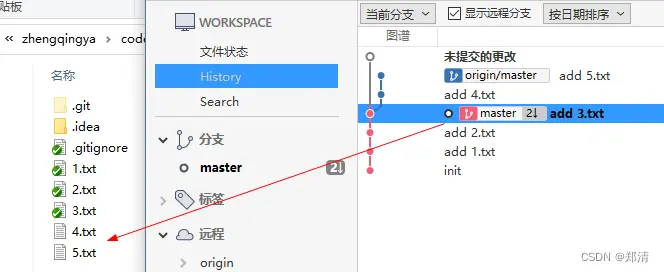 贴板
zhengqingya
cod
名称
.git
.idea
.gitignore
1.txt
2.txt
3.txt
4.txt
5.txt
WORKSPACE
文件状态
History
Search
分支
master
2↓
标签
远程
origin
当前分支
显示远程分支
按日期排序
图谱
未提交的更改
origin/master add 5.txt
add 4.txt
master 2↓ add 3.txt
add 2.txt
add 1.txt
init
CSDN @郑清